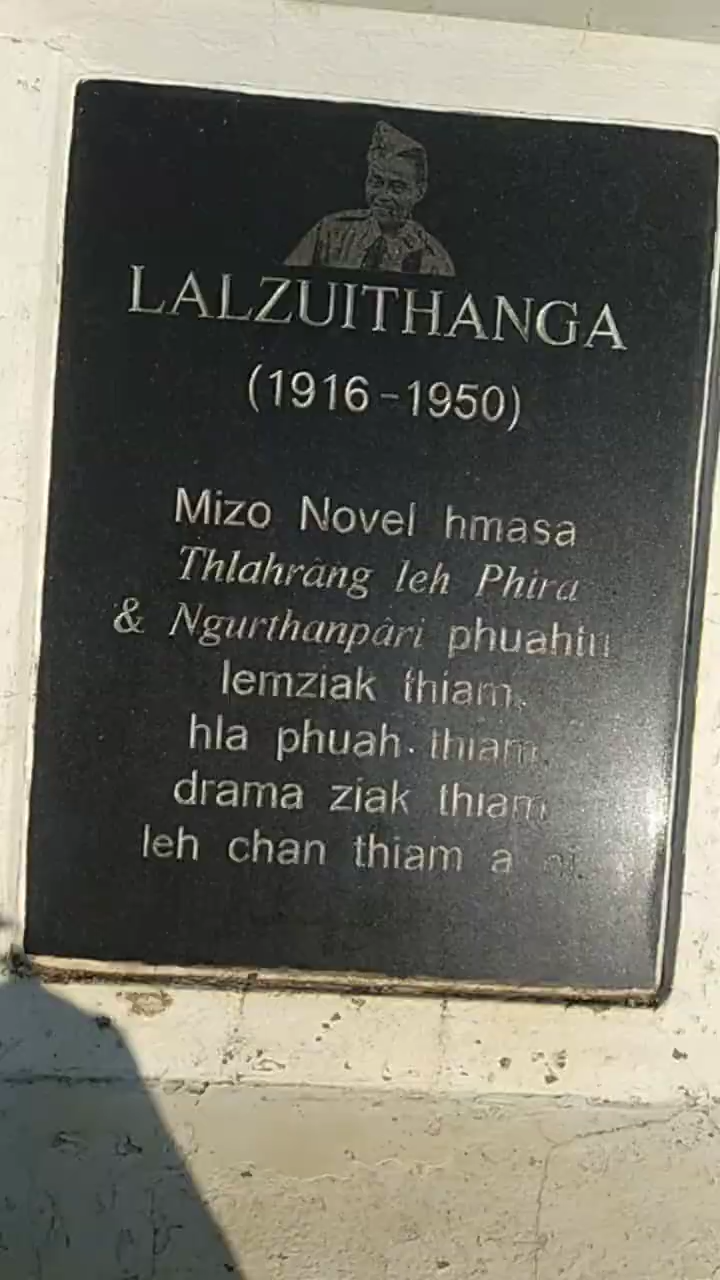 LALZUITHANGA
(1916-1950)
Mizo Novel hmasa
Thlahrâng leh Phira
& Ngurthanpâri phuahtu
lemziak thiam,
hla phuah thiam,
drama ziak thiam
leh chan thiam a ni.